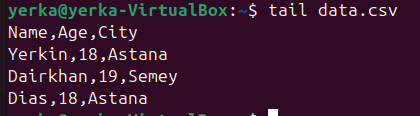 yerka@yerka-VirtualBox:~$ tail data.csv
Name,Age,City
Yerkin,18,Astana
Dairkhan,19,Semey
Dias,18,Astana